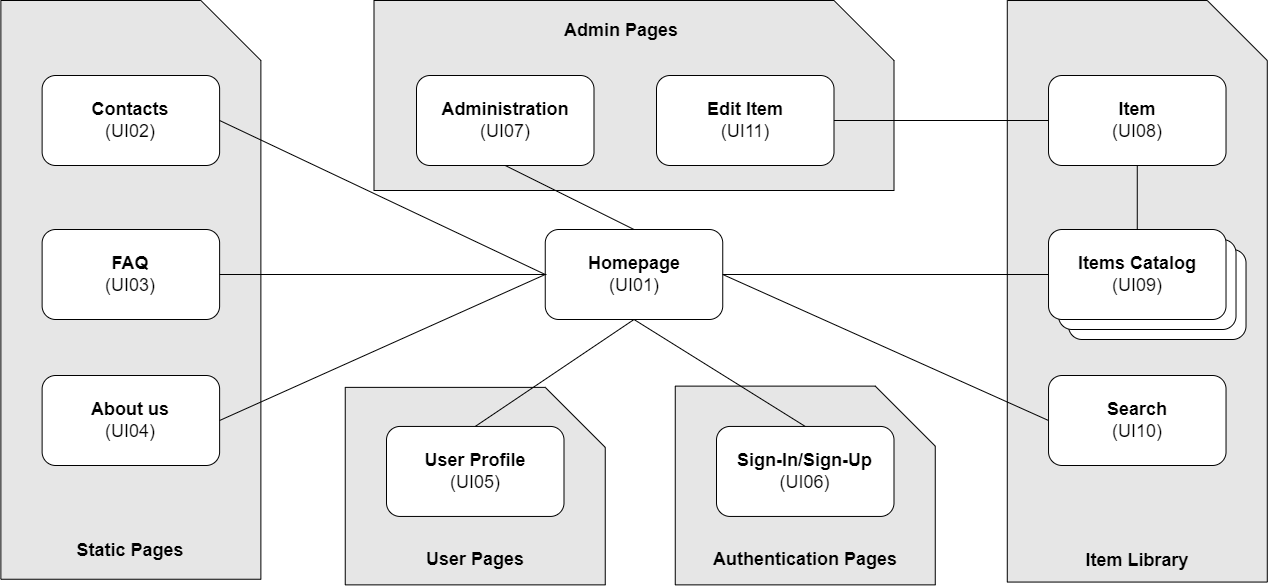 Static Pages
Contacts
(UI02)
FAQ
(UI03)
About us
(UI04)
Admin Pages
Administration
(UI07)
Edit Item
(UI11)
Homepage
(UI01)
User Profile
(UI05)
User Pages
Sign-In/Sign-Up
(UI06)
Authentication Pages
Item
(UI08)
Items Catalog
(UI09)
Search
(UI10)
Item Library